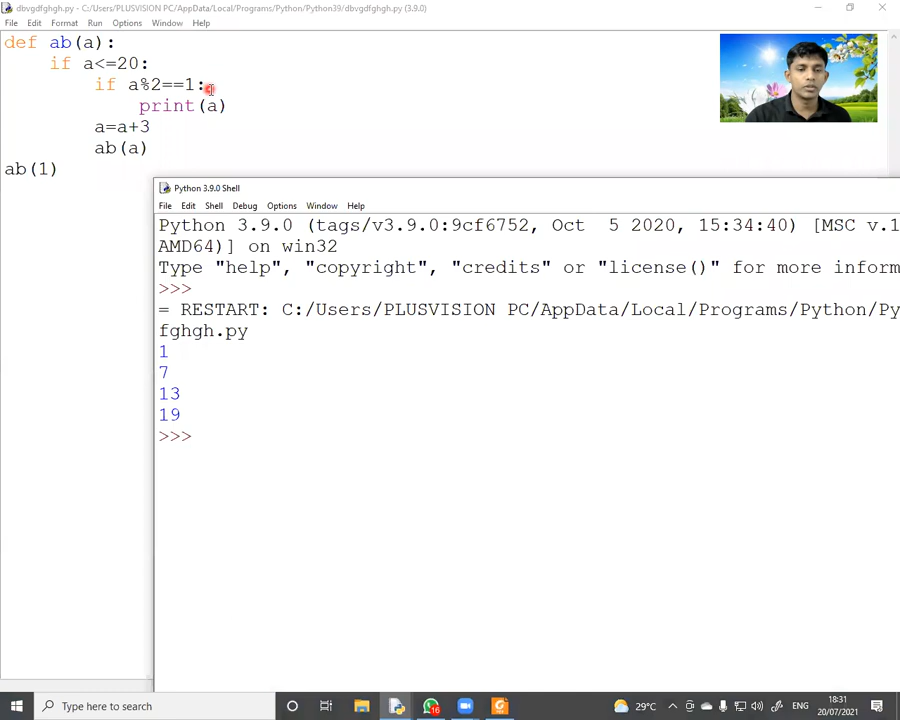 dbvgdfghgh.py - C:/Users/PLUSVISION PC/AppData/Local/Programs/Python/Python39/dbvgdfghgh.py (3.9.0)
File Edit Format Run Options Window Help
def ab(a):
    if a<=20:
        if a%2==1:
            print(a)
        a=a+3
        ab(a)
ab(1)
Python 3.9.0 Shell
File Edit Shell Debug Options Window Help
Python 3.9.0 (tags/v3.9.0:9cf6752, Oct  5 2020, 15:34:40) [MSC v.1
AMD64)] on win32
Type "help", "copyright", "credits" or "license()" for more inform
>>>
= RESTART: C:/Users/PLUSVISION PC/AppData/Local/Programs/Python/Py
fghgh.py
1
7
13
19
>>>
Type here to search
16
29°C
ENG
18:31
20/07/2021